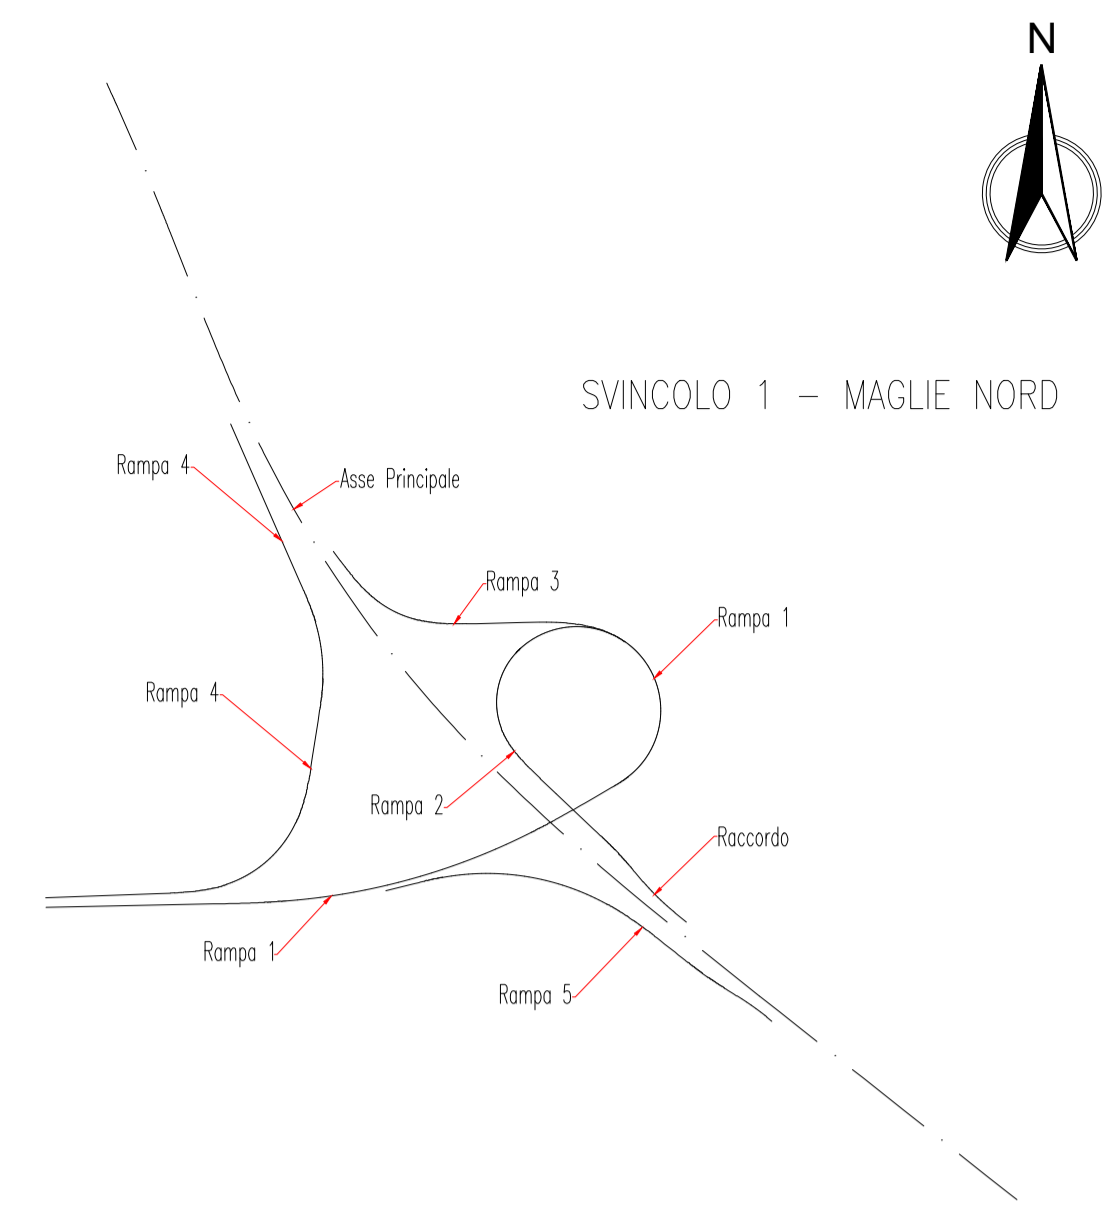 N
SVINCOLO 1 – MAGLIE NORD
Rampa 4
Asse Principale
Rampa 3
Rampa 1
Rampa 4
Rampa 2
Raccordo
Rampa 1
Rampa 5